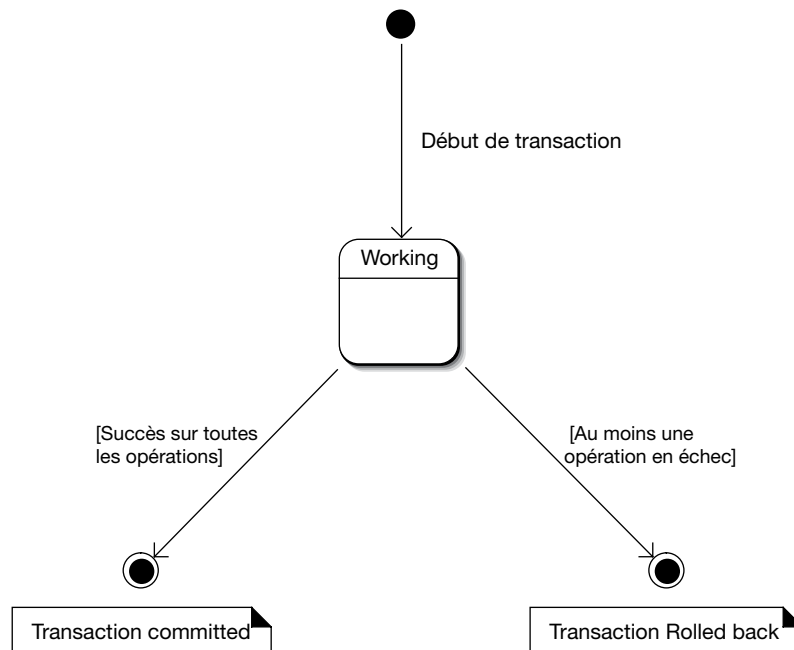 Début de transaction
Working
[Succès sur toutes
les opérations]
[Au moins une
opération en échec]
Transaction committed
Transaction Rolled back